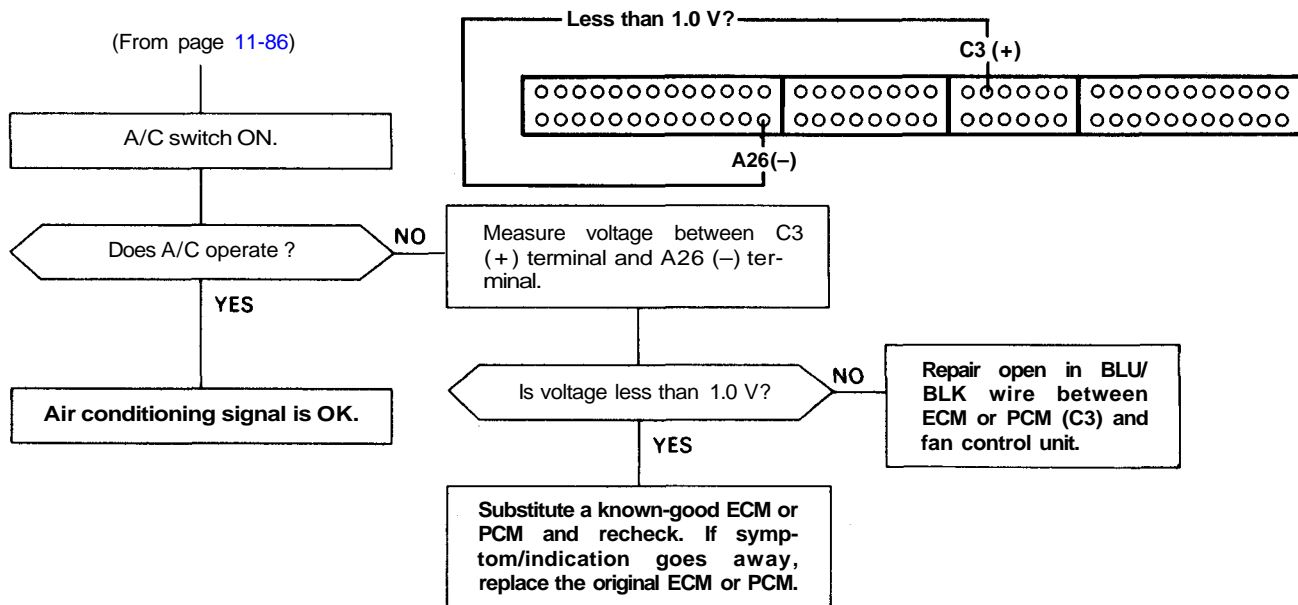 Less than 1.0 V?
(From page 11-86)
C3 (+)
A/C switch ON.
A26(–)
Does A/C operate ?
NO
Measure voltage between C3
(+) terminal and A26 (–) ter-
minal.
YES
Is voltage less than 1.0 V?
NO
Repair open in BLU/
BLK wire between
ECM or PCM (C3) and
fan control unit.
Air conditioning signal is OK.
YES
Substitute a known-good ECM or
PCM and recheck. If symp-
tom/indication goes away,
replace the original ECM or PCM.